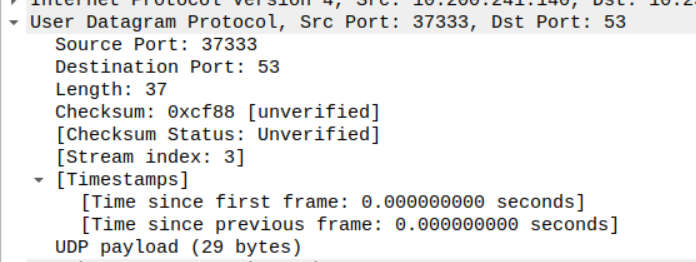 Internet Protocol Version 4, Src: 10.200.241.140, Dst: 10.2
User Datagram Protocol, Src Port: 37333, Dst Port: 53
Source Port: 37333
Destination Port: 53
Length: 37
Checksum: 0xcf88 [unverified]
[Checksum Status: Unverified]
[Stream index: 3]
[Timestamps]
[Time since first frame: 0.000000000 seconds]
[Time since previous frame: 0.000000000 seconds]
UDP payload (29 bytes)